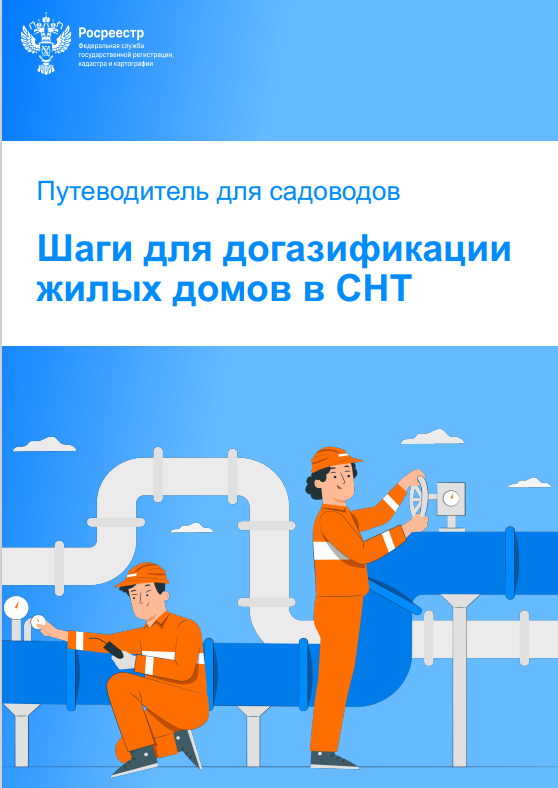 Росреестр
Федеральная служба
государственной регистрации,
кадастра и картографии
Путеводитель для садоводов
Шаги для догазификации
жилых домов в СНТ